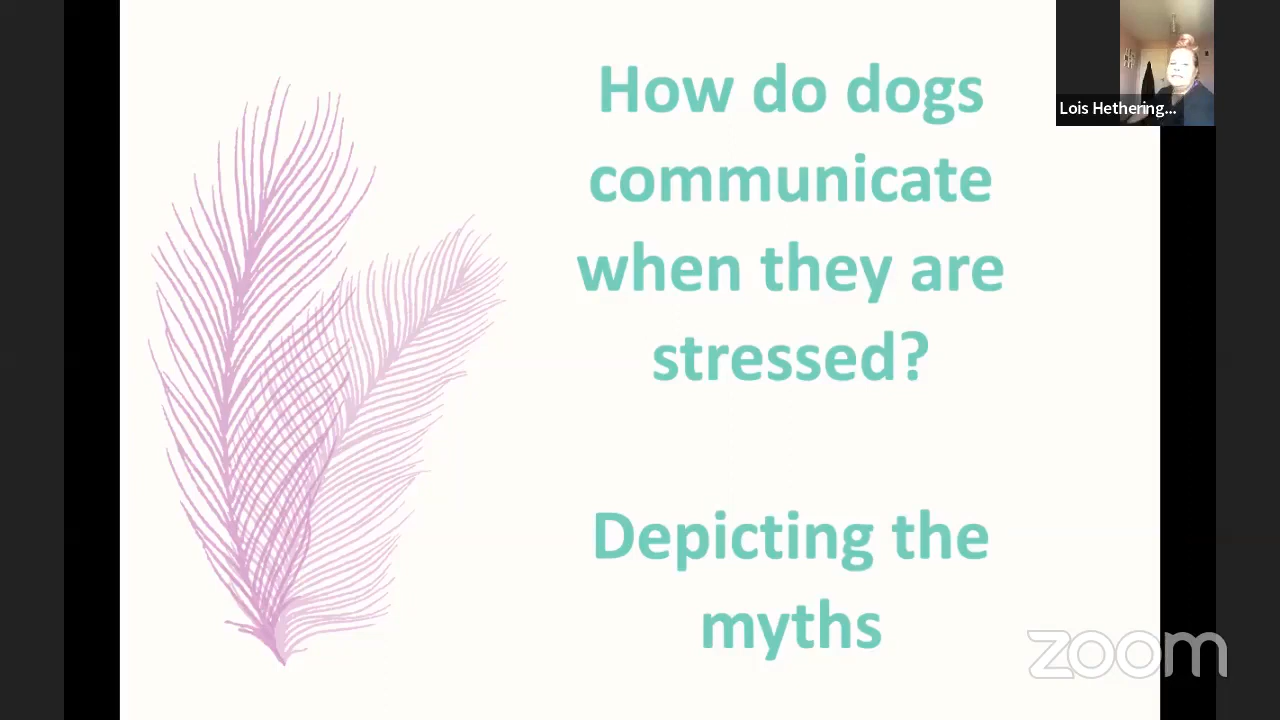 How do dogs
communicate
when they are
stressed?
Depicting the
myths
Lois Hethering...
zoom